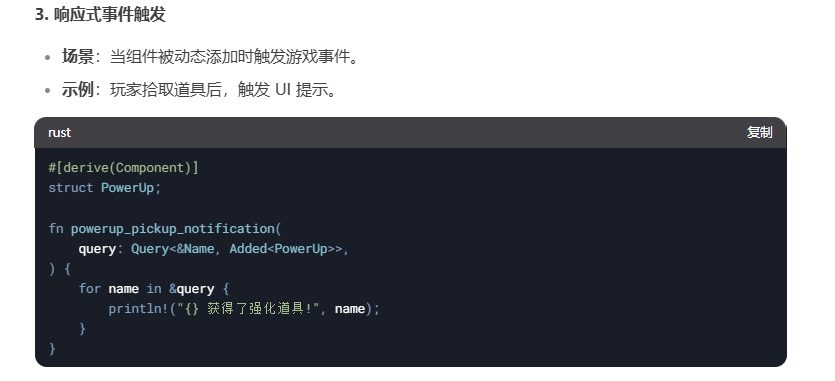 3. 响应式事件触发
场景：当组件被动态添加时触发游戏事件。
示例：玩家拾取道具后，触发 UI 提示。
rust
复制
#[derive(Component)]
struct PowerUp;
fn powerup_pickup_notification(
    query: Query<&Name, Added<PowerUp>>,
) {
    for name in &query {
        println!("{} 获得了强化道具!", name);
    }
}